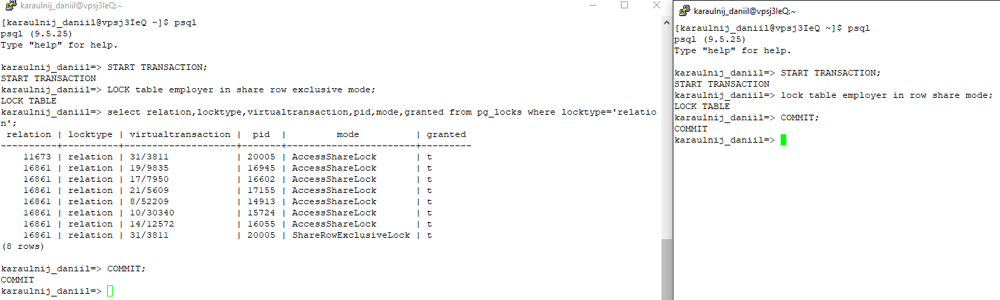 karaulnij_daniil@vpsj3IeQ:~
[karaulnij_daniil@vpsj3IeQ ~]$ psql
psql (9.5.25)
Type "help" for help.
karaulnij_daniil=> START TRANSACTION;
START TRANSACTION
karaulnij_daniil=> LOCK table employer in share row exclusive mode;
LOCK TABLE
karaulnij_daniil=> select relation,locktype,virtualtransaction,pid,mode,granted from pg_locks where locktype='relatio
n';
 relation | locktype | virtualtransaction |  pid  |         mode          | granted
----------+----------+--------------------+-------+-----------------------+---------
    11673 | relation | 31/3811            | 20005 | AccessShareLock       | t
    16861 | relation | 19/9835            | 16945 | AccessShareLock       | t
    16861 | relation | 17/7950            | 16602 | AccessShareLock       | t
    16861 | relation | 21/5609            | 17155 | AccessShareLock       | t
    16861 | relation | 8/52209            | 14913 | AccessShareLock       | t
    16861 | relation | 10/30340           | 15724 | AccessShareLock       | t
    16861 | relation | 14/12572           | 16055 | AccessShareLock       | t
    16861 | relation | 31/3811            | 20005 | ShareRowExclusiveLock | t
(8 rows)
karaulnij_daniil=> COMMIT;
COMMIT
karaulnij_daniil=>
karaulnij_daniil@vpsj3IeQ:~
[karaulnij_daniil@vpsj3IeQ ~]$ psql
psql (9.5.25)
Type "help" for help.
karaulnij_daniil=> START TRANSACTION;
START TRANSACTION
karaulnij_daniil=> lock table employer in row share mode;
LOCK TABLE
karaulnij_daniil=> COMMIT;
COMMIT
karaulnij_daniil=>